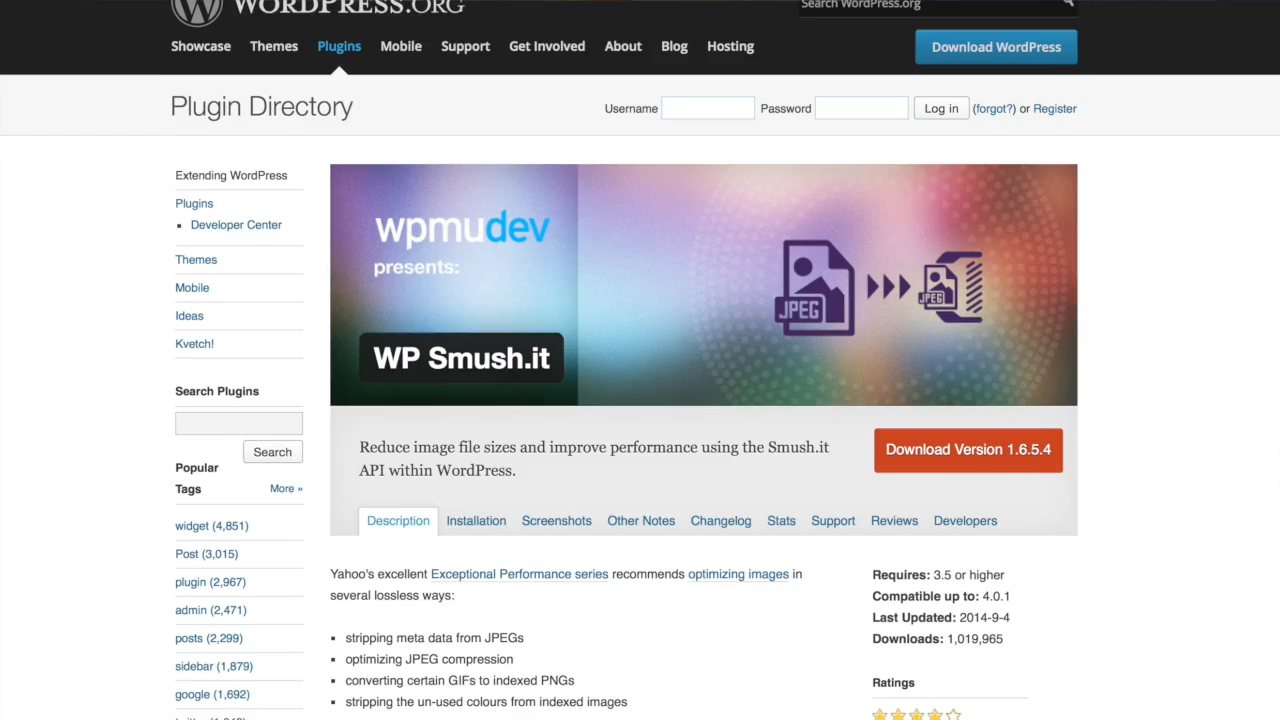 WORDPRESS.ORG
Search WordPress.org
Showcase Themes Plugins Mobile Support Get Involved About Blog Hosting
Download WordPress
Plugin Directory
Username Password Log in (forgot?) or Register
Extending WordPress
Plugins
Developer Center
Themes
Mobile
Ideas
Kvetch!
Search Plugins
Search
Popular
Tags More »
widget (4,851)
Post (3,015)
plugin (2,967)
admin (2,471)
posts (2,299)
sidebar (1,879)
google (1,692)
wpmudev
presents:
WP Smush.it
JPEG
JPEG
Reduce image file sizes and improve performance using the Smush.it
API within WordPress.
Download Version 1.6.5.4
Description Installation Screenshots Other Notes Changelog Stats Support Reviews Developers
Yahoo's excellent Exceptional Performance series recommends optimizing images in
several lossless ways:
stripping meta data from JPEGs
optimizing JPEG compression
converting certain GIFs to indexed PNGs
stripping the un-used colours from indexed images
Requires: 3.5 or higher
Compatible up to: 4.0.1
Last Updated: 2014-9-4
Downloads: 1,019,965
Ratings